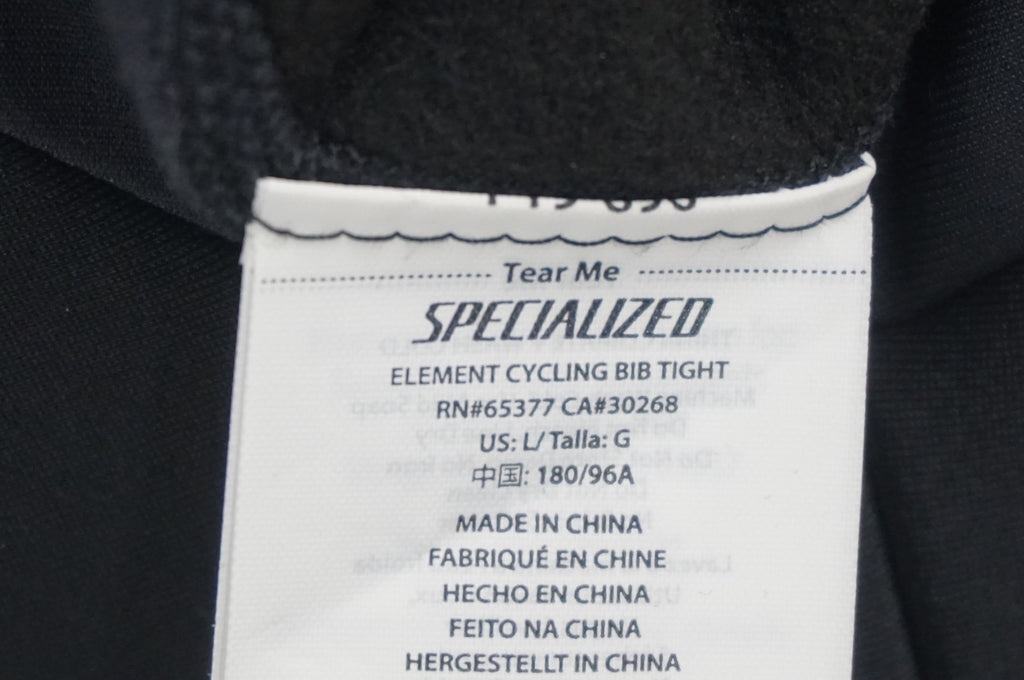 Tear Me
SPECIALIZED
ELEMENT CYCLING BIB TIGHT
RN#65377 CA#30268
US: L/ Talla: G
中国: 180/96A
MADE IN CHINA
FABRIQUÉ EN CHINE
HECHO EN CHINA
FEITO NA CHINA
HERGESTELLT IN CHINA